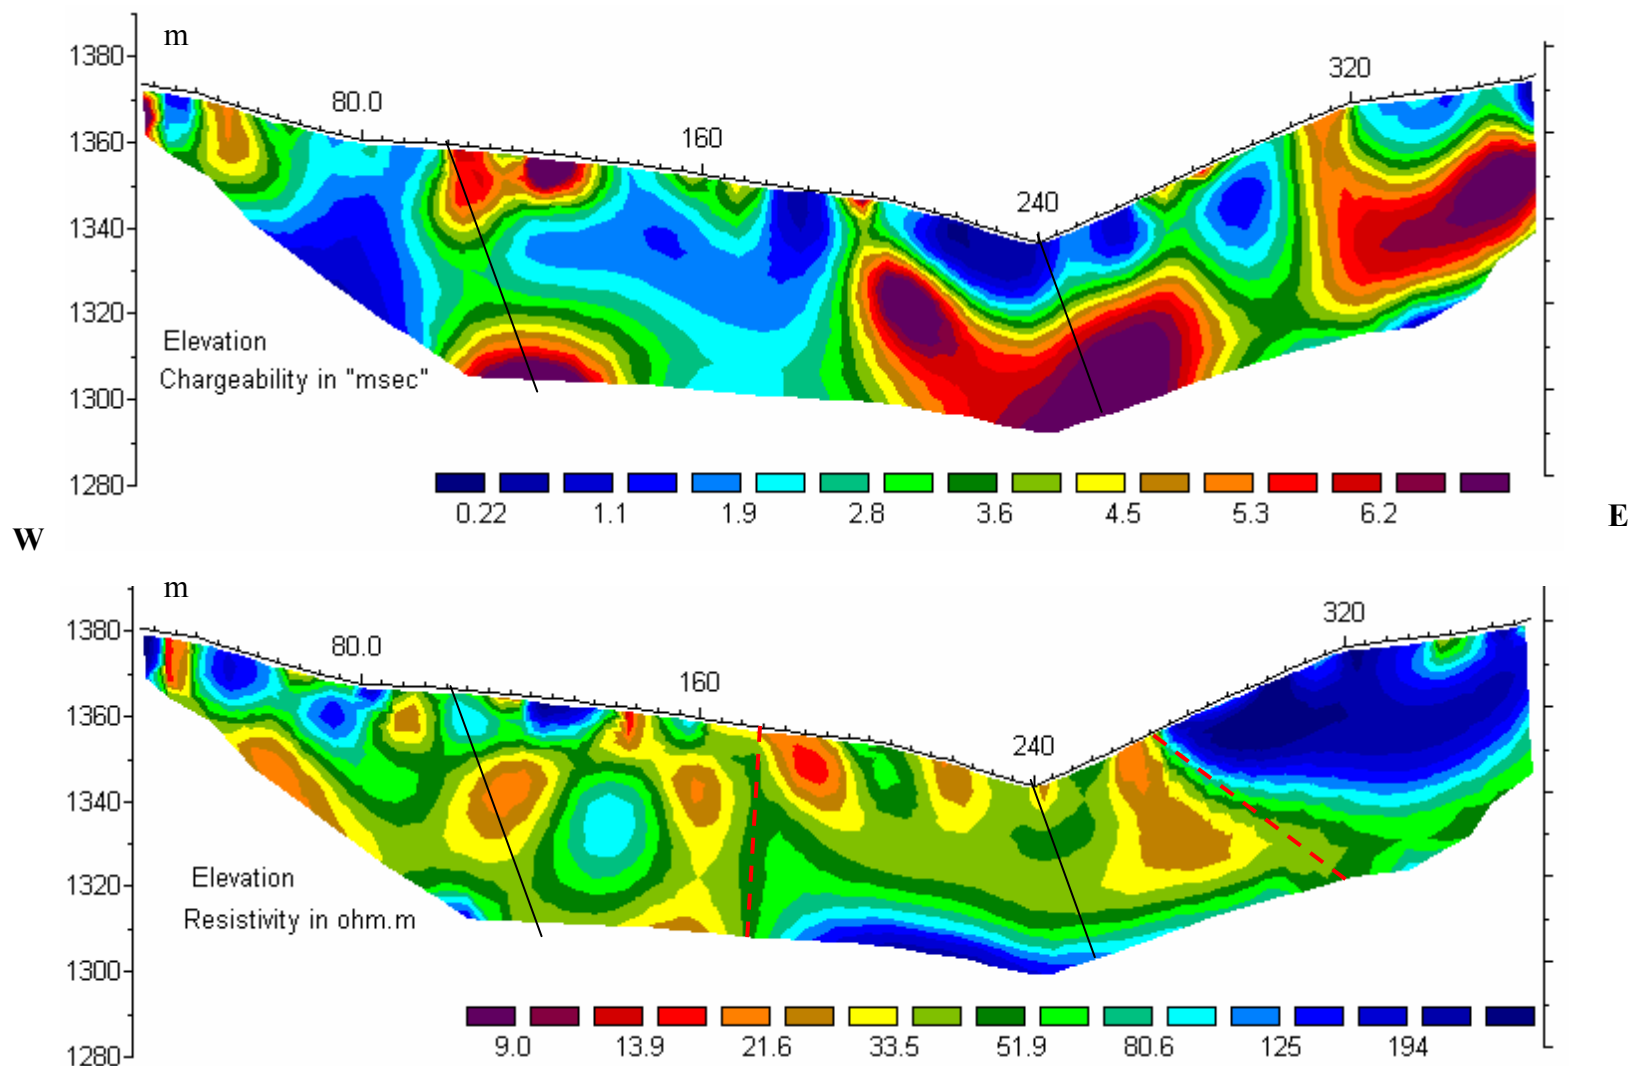 m
1380
320
80.0
1360
160
240
1340
1320
Elevation
Chargeability in "msec"
1300
1280
0.22 1.1 1.9 2.8 3.6 4.5 5.3 6.2
W
E
m
1380
320
80.0
160
1360
240
1340
1320
Elevation
Resistivity in ohm.m
1300
9.0 13.9 21.6 33.5 51.9 80.6 125 194
1280